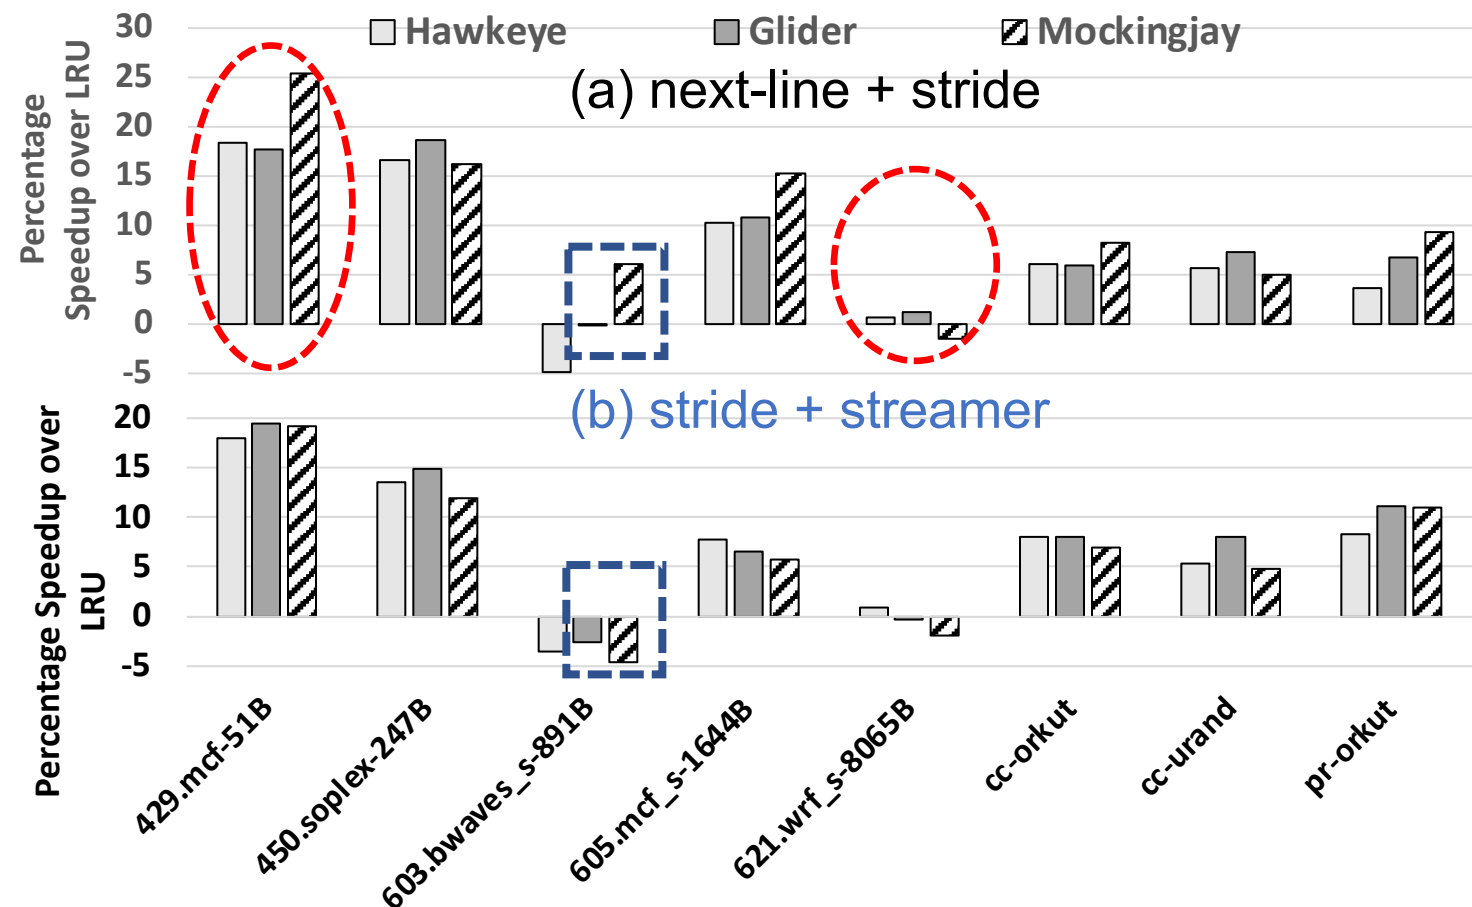 Hawkeye Glider Mockingjay
(a) next-line + stride
Percentage
Speedup over LRU
30
25
20
15
10
5
0
-5
(b) stride + streamer
Percentage Speedup over
LRU
20
15
10
5
0
-5
429.mcf-51B
450.soplex-247B
603.bwaves_s-891B
605.mcf_s-1644B
621.wrf_s-8065B
cc-orkut
cc-urand
pr-orkut